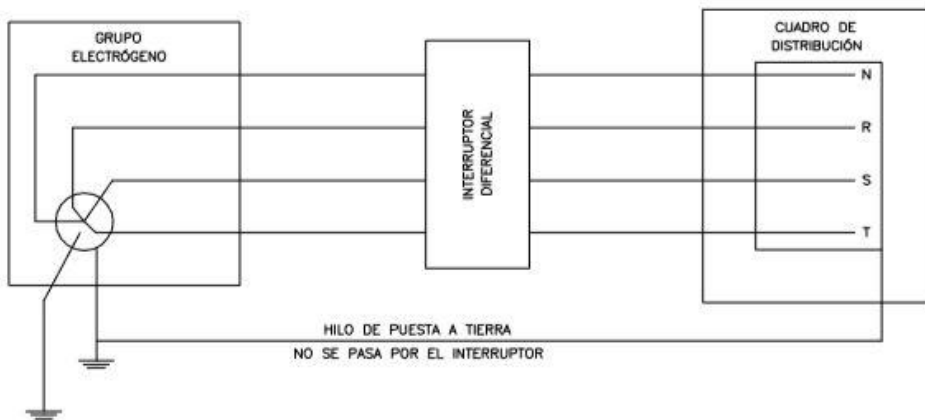 GRUPO
ELECTRÓGENO
INTERRUPTOR
DIFERENCIAL
CUADRO DE
DISTRIBUCIÓN
N
R
S
T
HILO DE PUESTA A TIERRA
NO SE PASA POR EL INTERRUPTOR